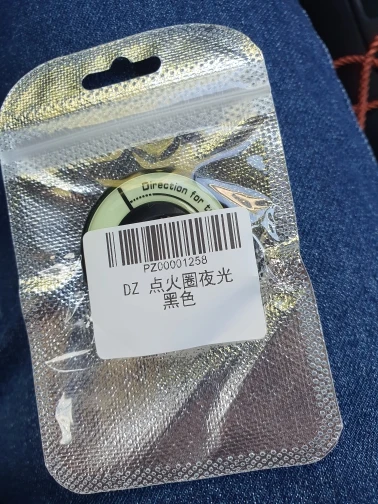 Direction for t
PZ00001258
DZ 点火圈夜光
黑色